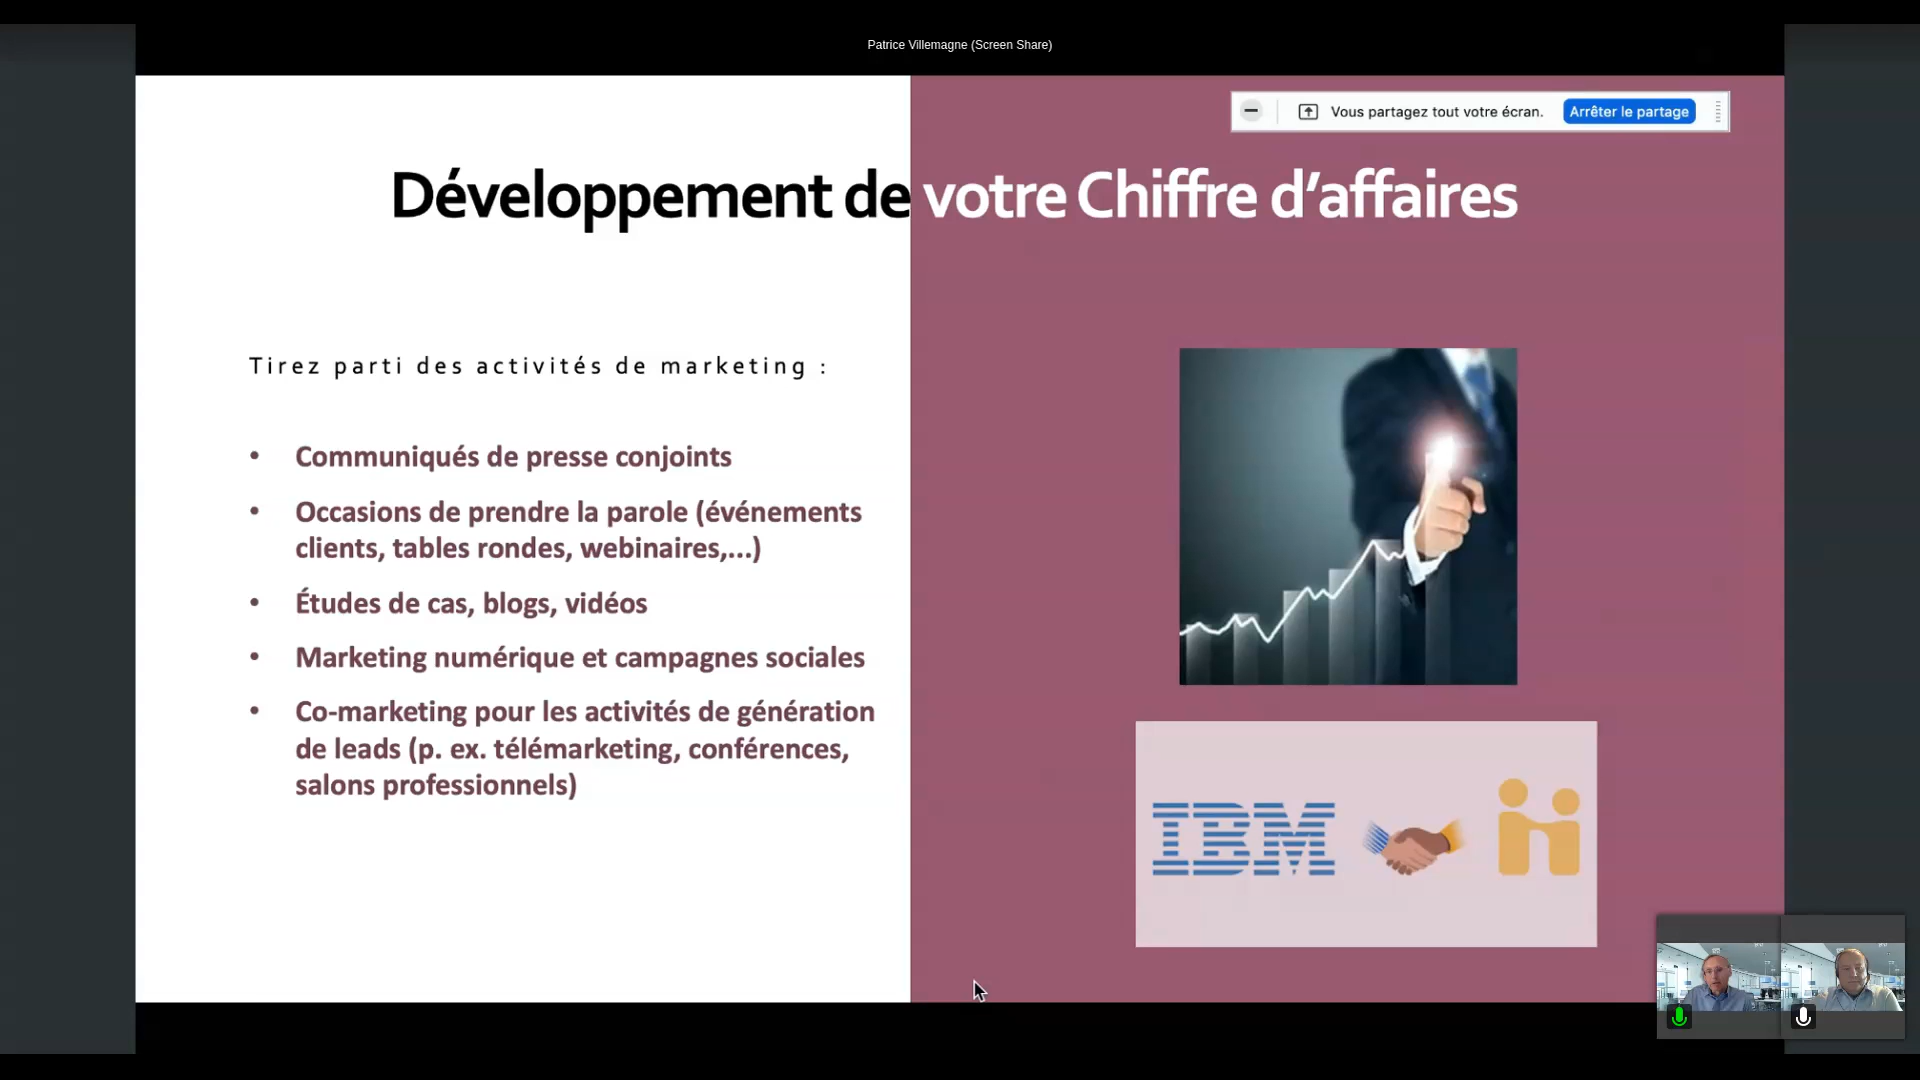 Patrice Villemagne (Screen Share)
Vous partagez tout votre écran.
Arrêter le partage
Développement de votre Chiffre d'affaires
Tirez parti des activités de marketing :
• Communiqués de presse conjoints
• Occasions de prendre la parole (événements
clients, tables rondes, webinaires,...)
• Études de cas, blogs, vidéos
• Marketing numérique et campagnes sociales
• Co-marketing pour les activités de génération
de leads (p. ex. télémarketing, conférences,
salons professionnels)
IBM